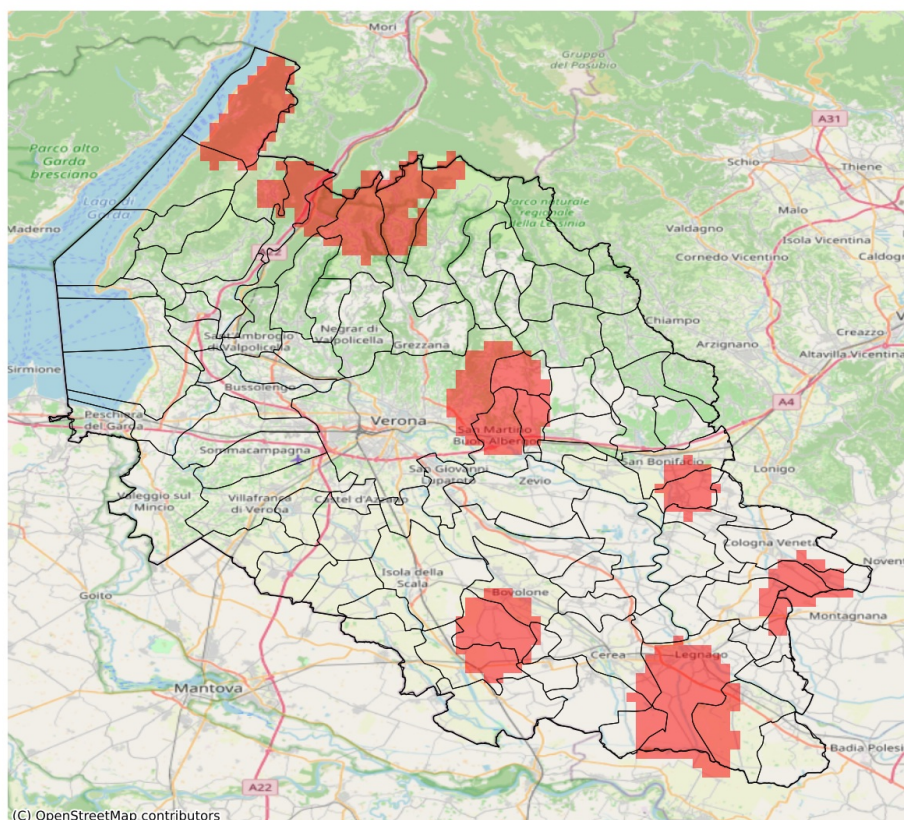 Mori
Gruppo
del Pasubio
A31
Parco alto
Garda
bresciano
Schio
Thiene
Lago di
Garda
Maderno
Parco naturale
regionale
della Lessinia
Malo
Valdagno
Isola Vicentina
Cornedo Vicentino
Caldogno
A22
Chiampo
Sant'Ambrogio
di Valpolicella
Negrar di
Valpolicella
Grezzana
Arzignano
Creazzo
Altavilla Vicentina
Sirmione
Bussolengo
A4
Peschiera
del Garda
Verona
San Martino
Buon Albergo
Sommacampagna
San Giovanni
Lupatoto
Zevio
San Bonifacio
Lonigo
Valeggio sul
Mincio
Villafranca
di Verona
Castel d'Azzano
Cologna Veneta
Isola della
Scala
Bovolone
Noven
Goito
Montagnana
Cerea
Legnago
Mantova
Badia Polesi
A22
(C) OpenStreetMap contributors